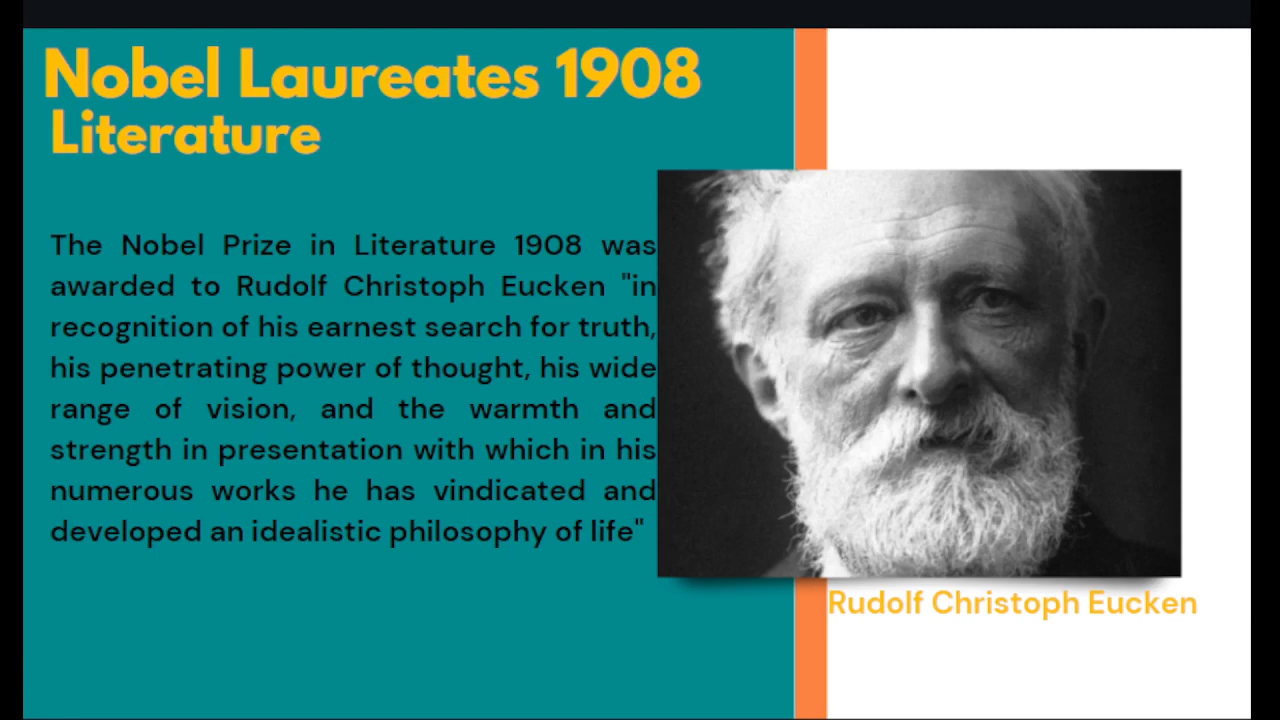 Nobel Laureates 1908
Literature
The Nobel Prize in Literature 1908 was
awarded to Rudolf Christoph Eucken "in
recognition of his earnest search for truth,
his penetrating power of thought, his wide
range of vision, and the warmth and
strength in presentation with which in his
numerous works he has vindicated and
developed an idealistic philosophy of life"
Rudolf Christoph Eucken